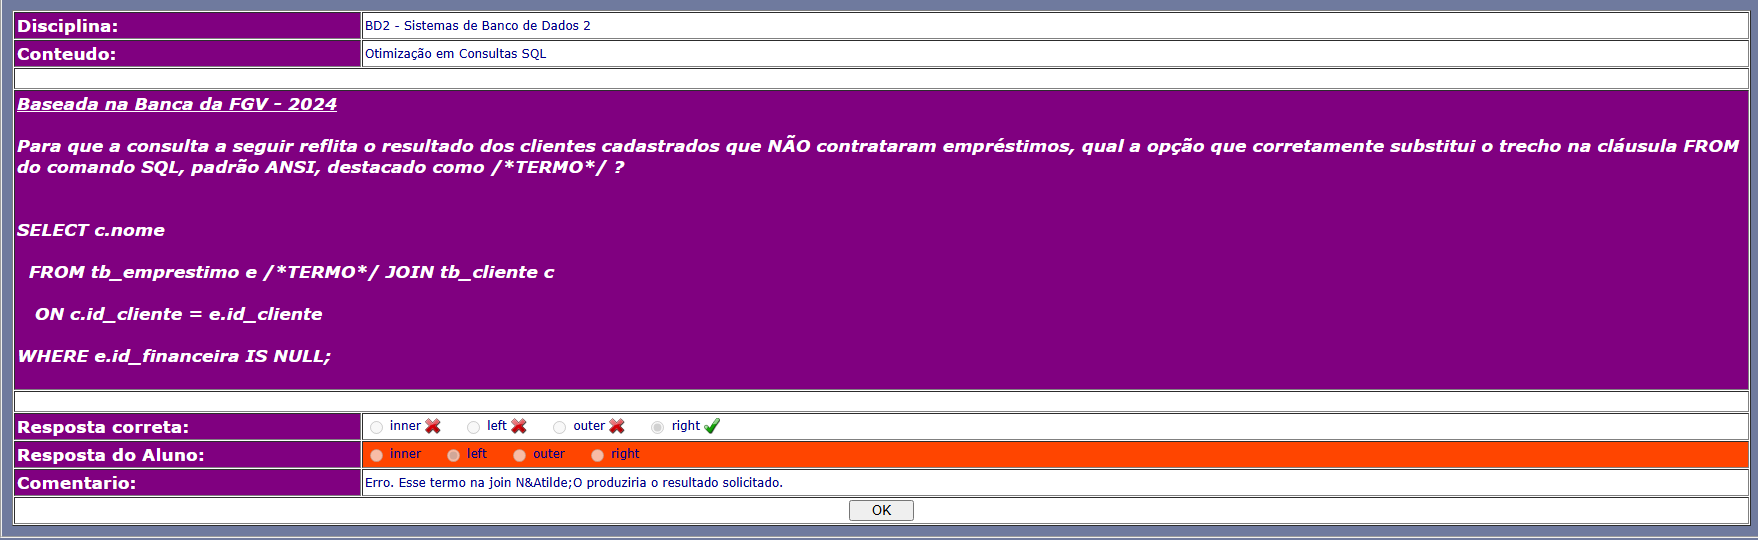 Disciplina: BD2 - Sistemas de Banco de Dados 2
Conteudo: Otimização em Consultas SQL
Baseada na Banca da FGV - 2024
Para que a consulta a seguir reflita o resultado dos clientes cadastrados que NÃO contrataram empréstimos, qual a opção que corretamente substitui o trecho na cláusula FROM
do comando SQL, padrão ANSI, destacado como /*TERMO*/ ?
SELECT c.nome
FROM tb_emprestimo e /*TERMO*/ JOIN tb_cliente c
ON c.id_cliente = e.id_cliente
WHERE e.id_financeira IS NULL;
Resposta correta: inner left outer right
Resposta do Aluno: inner left outer right
Comentario: Erro. Esse termo na join N&Atilde;O produziria o resultado solicitado.
OK